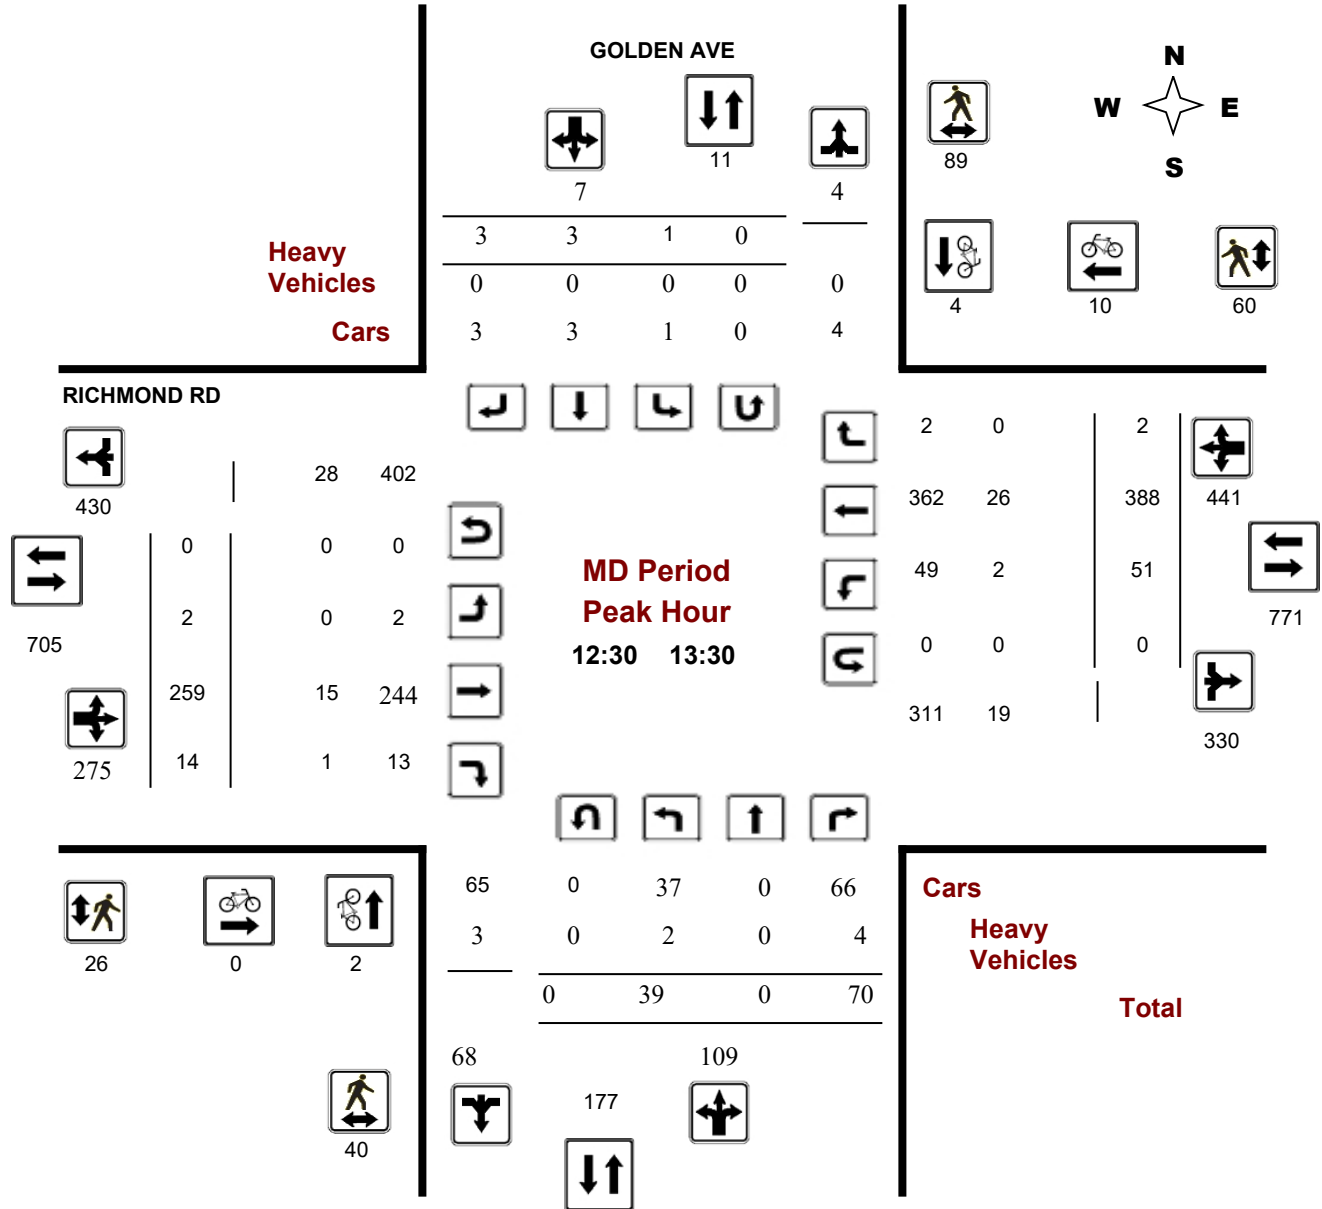 GOLDEN AVE
N
W E
S
11
89
7 4
3 3 1 0
Heavy
Vehicles
0 0 0 0 0
4 10 60
Cars
3 3 1 0 4
RICHMOND RD
2 0 2
28 402
430
362 26 388 441
0 0 0
MD Period
49 2 51
Peak Hour
2 0 2
771
705
12:30 13:30
0 0 0
259 15 244
311 19
330
275 14 1 13
65 0 37 0 66
Cars
3 0 2 0 4
Heavy
Vehicles
26 0 2
0 39 0 70
Total
68 109
177
40